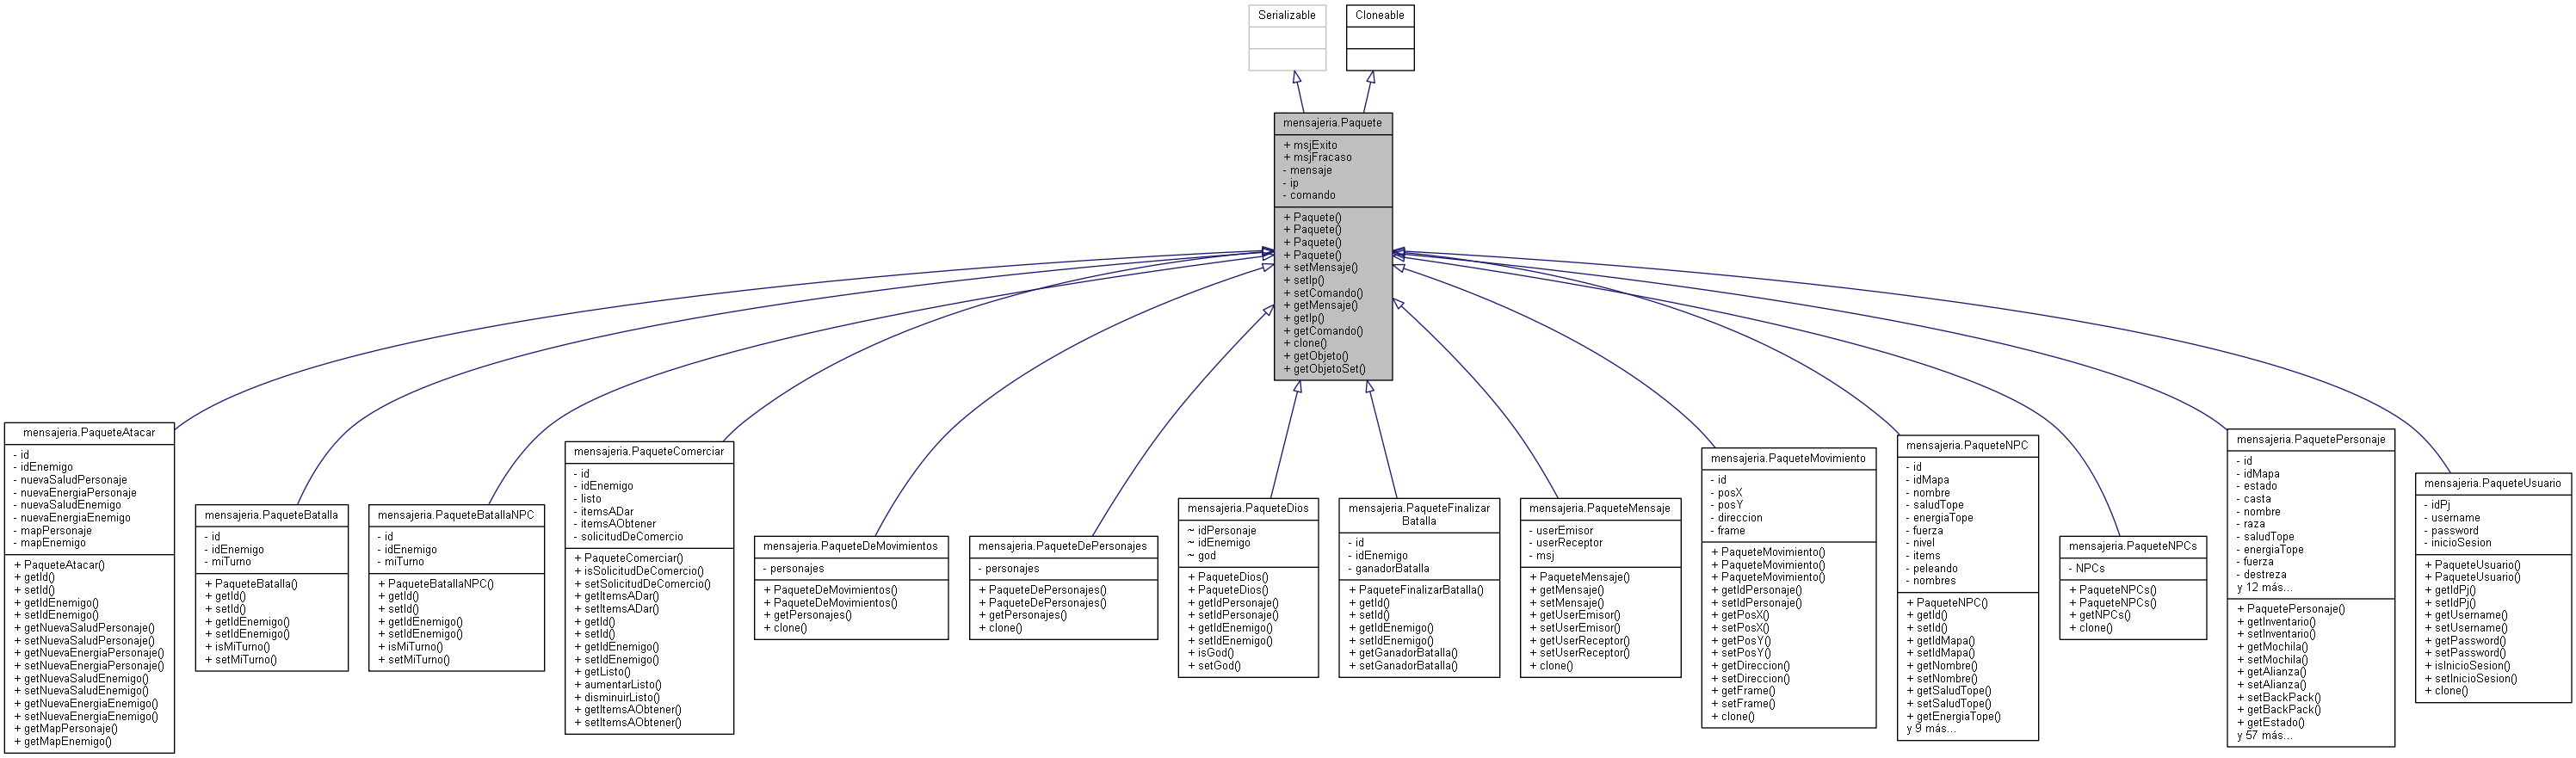 Serializable
Cloneable
mensajeria.Paquete
+ msjExito
+ msjFracaso
- mensaje
- ip
- comando
+ Paquete()
+ Paquete()
+ Paquete()
+ Paquete()
+ setMensaje()
+ setIp()
+ setComando()
+ getMensaje()
+ getIp()
+ getComando()
+ clone()
+ getObjeto()
+ getObjetoSet()
mensajeria.PaqueteAtacar
- id
- idEnemigo
- nuevaSaludPersonaje
- nuevaEnergiaPersonaje
- nuevaSaludEnemigo
- nuevaEnergiaEnemigo
- mapPersonaje
- mapEnemigo
+ PaqueteAtacar()
+ getId()
+ setId()
+ getIdEnemigo()
+ setIdEnemigo()
+ getNuevaSaludPersonaje()
+ setNuevaSaludPersonaje()
+ getNuevaEnergiaPersonaje()
+ setNuevaEnergiaPersonaje()
+ getNuevaSaludEnemigo()
+ setNuevaSaludEnemigo()
+ getNuevaEnergiaEnemigo()
+ setNuevaEnergiaEnemigo()
+ getMapPersonaje()
+ getMapEnemigo()
mensajeria.PaqueteBatalla
- id
- idEnemigo
- miTurno
+ PaqueteBatalla()
+ getId()
+ setId()
+ getIdEnemigo()
+ setIdEnemigo()
+ isMiTurno()
+ setMiTurno()
mensajeria.PaqueteBatallaNPC
- id
- idEnemigo
- miTurno
+ PaqueteBatallaNPC()
+ getId()
+ setId()
+ getIdEnemigo()
+ setIdEnemigo()
+ isMiTurno()
+ setMiTurno()
mensajeria.PaqueteComerciar
- id
- idEnemigo
- listo
- itemsADar
- itemsAObtener
- solicitudDeComercio
+ PaqueteComerciar()
+ isSolicitudDeComercio()
+ setSolicitudDeComercio()
+ getItemsADar()
+ setItemsADar()
+ getId()
+ setId()
+ getIdEnemigo()
+ setIdEnemigo()
+ getListo()
+ aumentarListo()
+ disminuirListo()
+ getItemsAObtener()
+ setItemsAObtener()
mensajeria.PaqueteDeMovimientos
- personajes
+ PaqueteDeMovimientos()
+ PaqueteDeMovimientos()
+ getPersonajes()
+ clone()
mensajeria.PaqueteDePersonajes
- personajes
+ PaqueteDePersonajes()
+ PaqueteDePersonajes()
+ getPersonajes()
+ clone()
mensajeria.PaqueteDios
~ idPersonaje
~ idEnemigo
~ god
+ PaqueteDios()
+ PaqueteDios()
+ getIdPersonaje()
+ setIdPersonaje()
+ getIdEnemigo()
+ setIdEnemigo()
+ isGod()
+ setGod()
mensajeria.PaqueteFinalizar
Batalla
- id
- idEnemigo
- ganadorBatalla
+ PaqueteFinalizarBatalla()
+ getId()
+ setId()
+ getIdEnemigo()
+ setIdEnemigo()
+ getGanadorBatalla()
+ setGanadorBatalla()
mensajeria.PaqueteMensaje
- userEmisor
- userReceptor
- msj
+ PaqueteMensaje()
+ getMensaje()
+ setMensaje()
+ getUserEmisor()
+ setUserEmisor()
+ getUserReceptor()
+ setUserReceptor()
+ clone()
mensajeria.PaqueteMovimiento
- id
- posX
- posY
- direccion
- frame
+ PaqueteMovimiento()
+ PaqueteMovimiento()
+ PaqueteMovimiento()
+ getIdPersonaje()
+ setIdPersonaje()
+ getPosX()
+ setPosX()
+ getPosY()
+ setPosY()
+ getDireccion()
+ setDireccion()
+ getFrame()
+ setFrame()
+ clone()
mensajeria.PaqueteNPC
- id
- idMapa
- nombre
- saludTope
- energiaTope
- fuerza
- nivel
- items
- peleando
- nombres
+ PaqueteNPC()
+ getId()
+ setId()
+ getIdMapa()
+ setIdMapa()
+ getNombre()
+ setNombre()
+ getSaludTope()
+ setSaludTope()
+ getEnergiaTope()
y 9 más...
mensajeria.PaqueteNPCs
- NPCs
+ PaqueteNPCs()
+ PaqueteNPCs()
+ getNPCs()
+ clone()
mensajeria.PaquetePersonaje
- id
- idMapa
- estado
- casta
- nombre
- raza
- saludTope
- energiaTope
- fuerza
- destreza
y 12 más...
+ PaquetePersonaje()
+ getInventario()
+ setInventario()
+ getMochila()
+ setMochila()
+ getAlianza()
+ setAlianza()
+ setBackPack()
+ getBackPack()
+ getEstado()
y 57 más...
mensajeria.PaqueteUsuario
- idPj
- username
- password
- inicioSesion
+ PaqueteUsuario()
+ PaqueteUsuario()
+ getIdPj()
+ setIdPj()
+ getUsername()
+ setUsername()
+ getPassword()
+ setPassword()
+ isInicioSesion()
+ setInicioSesion()
+ clone()